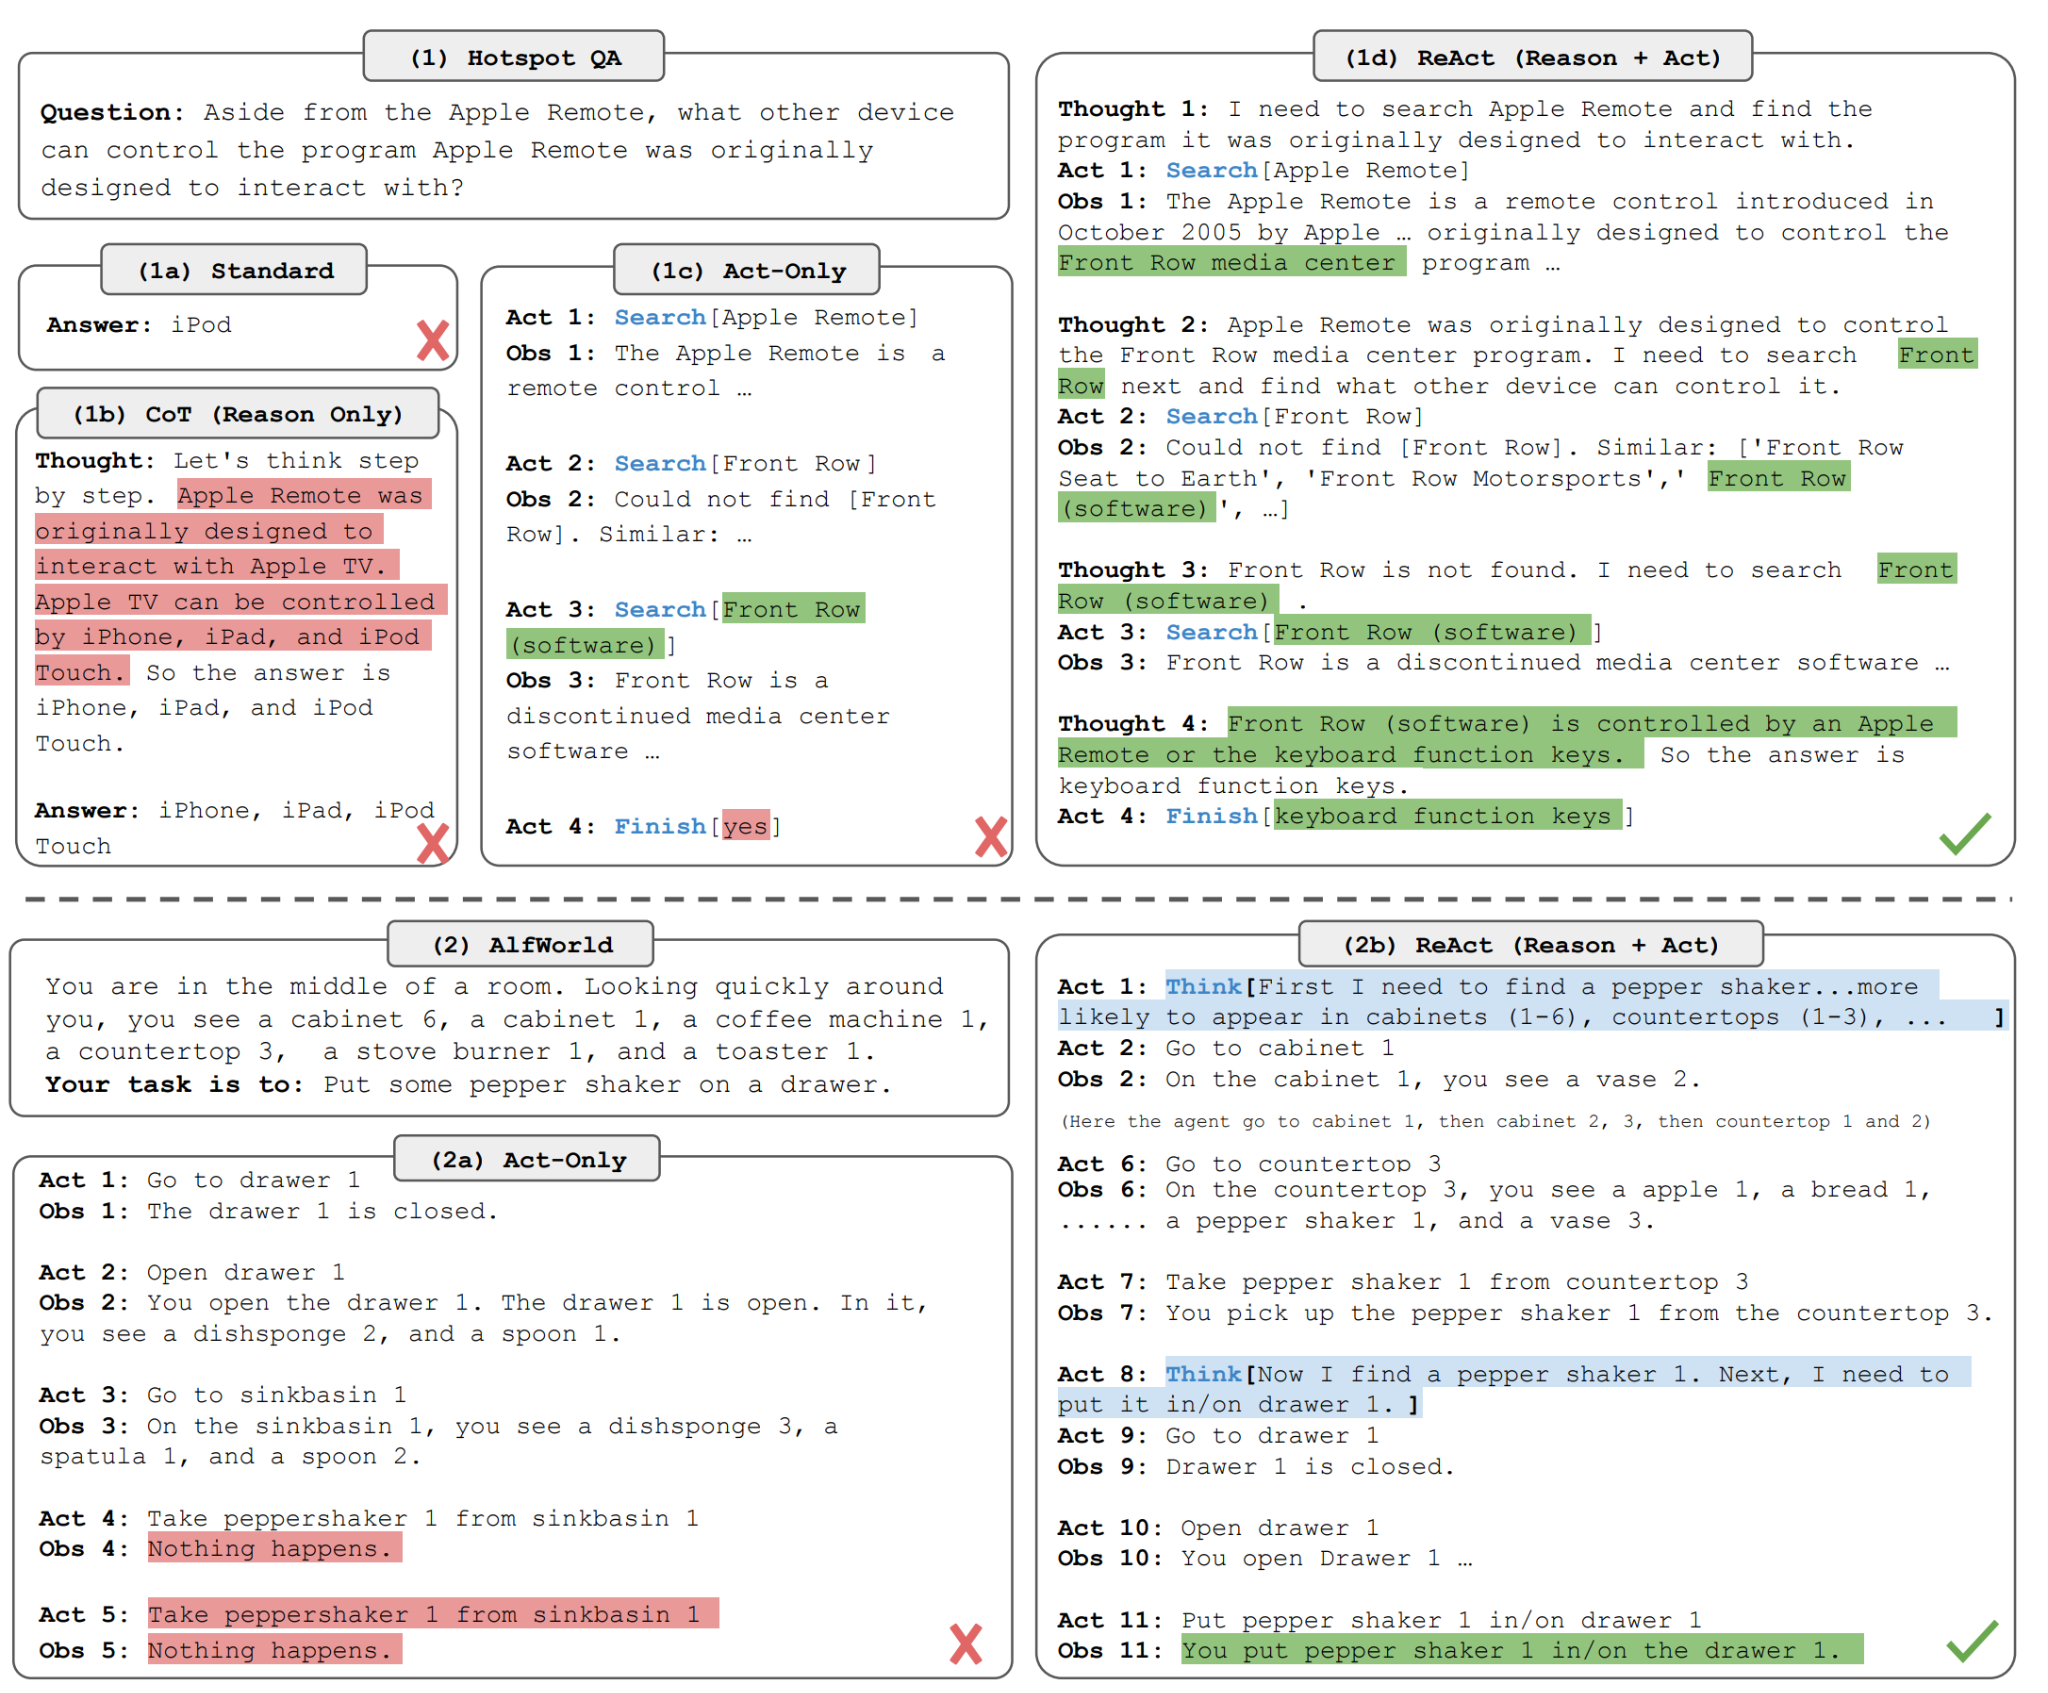 (1) Hotspot QA
Question: Aside from the Apple Remote, what other device
can control the program Apple Remote was originally
designed to interact with?
(1a) Standard
Answer: iPod
(1b) CoT (Reason Only)
Thought: Let's think step
by step. Apple Remote was
originally designed to
interact with Apple TV.
Apple TV can be controlled
by iPhone, iPad, and iPod
Touch. So the answer is
iPhone, iPad, and iPod
Touch.
Answer: iPhone, iPad, iPod
Touch
(1c) Act-Only
Act 1: Search[Apple Remote]
Obs 1: The Apple Remote is a
remote control …
Act 2: Search[Front Row]
Obs 2: Could not find [Front
Row]. Similar: …
Act 3: Search[Front Row
(software)]
Obs 3: Front Row is a
discontinued media center
software …
Act 4: Finish[yes]
(1d) ReAct (Reason + Act)
Thought 1: I need to search Apple Remote and find the
program it was originally designed to interact with.
Act 1: Search[Apple Remote]
Obs 1: The Apple Remote is a remote control introduced in
October 2005 by Apple … originally designed to control the
Front Row media center program …
Thought 2: Apple Remote was originally designed to control
the Front Row media center program. I need to search Front
Row next and find what other device can control it.
Act 2: Search[Front Row]
Obs 2: Could not find [Front Row]. Similar: ['Front Row
Seat to Earth', 'Front Row Motorsports',' Front Row
(software)', …]
Thought 3: Front Row is not found. I need to search Front
Row (software) .
Act 3: Search[Front Row (software) ]
Obs 3: Front Row is a discontinued media center software …
Thought 4: Front Row (software) is controlled by an Apple
Remote or the keyboard function keys. So the answer is
keyboard function keys.
Act 4: Finish[keyboard function keys ]
(2) AlfWorld
You are in the middle of a room. Looking quickly around
you, you see a cabinet 6, a cabinet 1, a coffee machine 1,
a countertop 3, a stove burner 1, and a toaster 1.
Your task is to: Put some pepper shaker on a drawer.
(2a) Act-Only
Act 1: Go to drawer 1
Obs 1: The drawer 1 is closed.
Act 2: Open drawer 1
Obs 2: You open the drawer 1. The drawer 1 is open. In it,
you see a dishsponge 2, and a spoon 1.
Act 3: Go to sinkbasin 1
Obs 3: On the sinkbasin 1, you see a dishsponge 3, a
spatula 1, and a spoon 2.
Act 4: Take peppershaker 1 from sinkbasin 1
Obs 4: Nothing happens.
Act 5: Take peppershaker 1 from sinkbasin 1
Obs 5: Nothing happens.
(2b) ReAct (Reason + Act)
Act 1: Think[First I need to find a pepper shaker...more
likely to appear in cabinets (1-6), countertops (1-3), ... ]
Act 2: Go to cabinet 1
Obs 2: On the cabinet 1, you see a vase 2.
(Here the agent go to cabinet 1, then cabinet 2, 3, then countertop 1 and 2)
Act 6: Go to countertop 3
Obs 6: On the countertop 3, you see a apple 1, a bread 1,
...... a pepper shaker 1, and a vase 3.
Act 7: Take pepper shaker 1 from countertop 3
Obs 7: You pick up the pepper shaker 1 from the countertop 3.
Act 8: Think[Now I find a pepper shaker 1. Next, I need to
put it in/on drawer 1. ]
Act 9: Go to drawer 1
Obs 9: Drawer 1 is closed.
Act 10: Open drawer 1
Obs 10: You open Drawer 1 …
Act 11: Put pepper shaker 1 in/on drawer 1
Obs 11: You put pepper shaker 1 in/on the drawer 1.